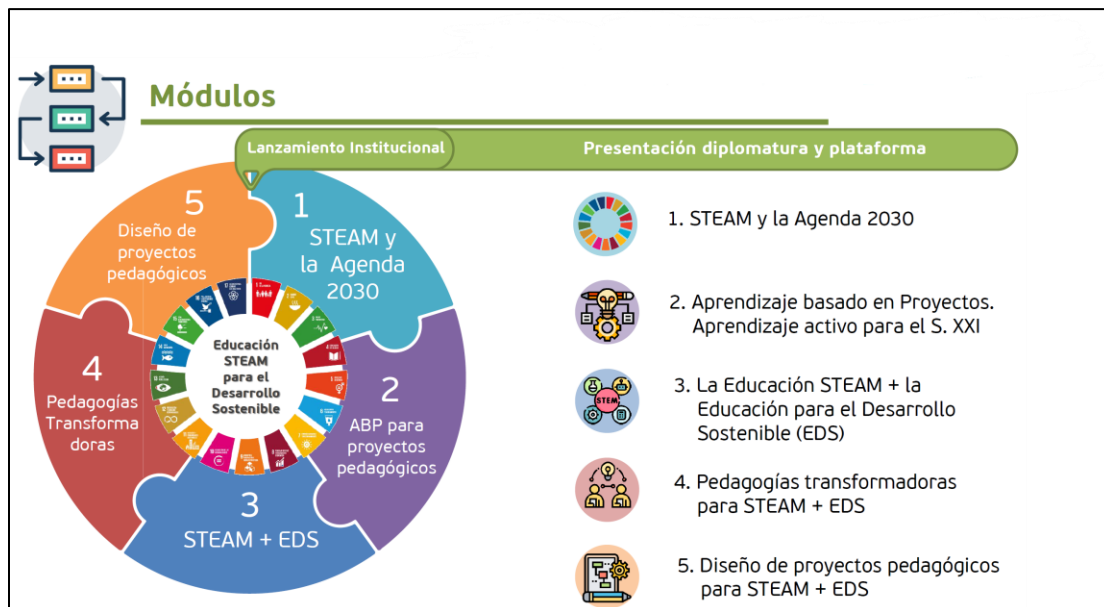 Módulos
Lanzamiento Institucional
Presentación diplomatura y plataforma
5
Diseño de
proyectos
pedagógicos
1
STEAM y
la Agenda
2030
4
Pedagogías
Transforma
doras
Educación
STEAM
para el
Desarrollo
Sostenible
2
ABP para
proyectos
pedagógicos
3
STEAM + EDS
1. STEAM y la Agenda 2030
2. Aprendizaje basado en Proyectos.
Aprendizaje activo para el S. XXI
STEM
3. La Educación STEAM + la
Educación para el Desarrollo
Sostenible (EDS)
4. Pedagogías transformadoras
para STEAM + EDS
5. Diseño de proyectos pedagógicos
para STEAM + EDS